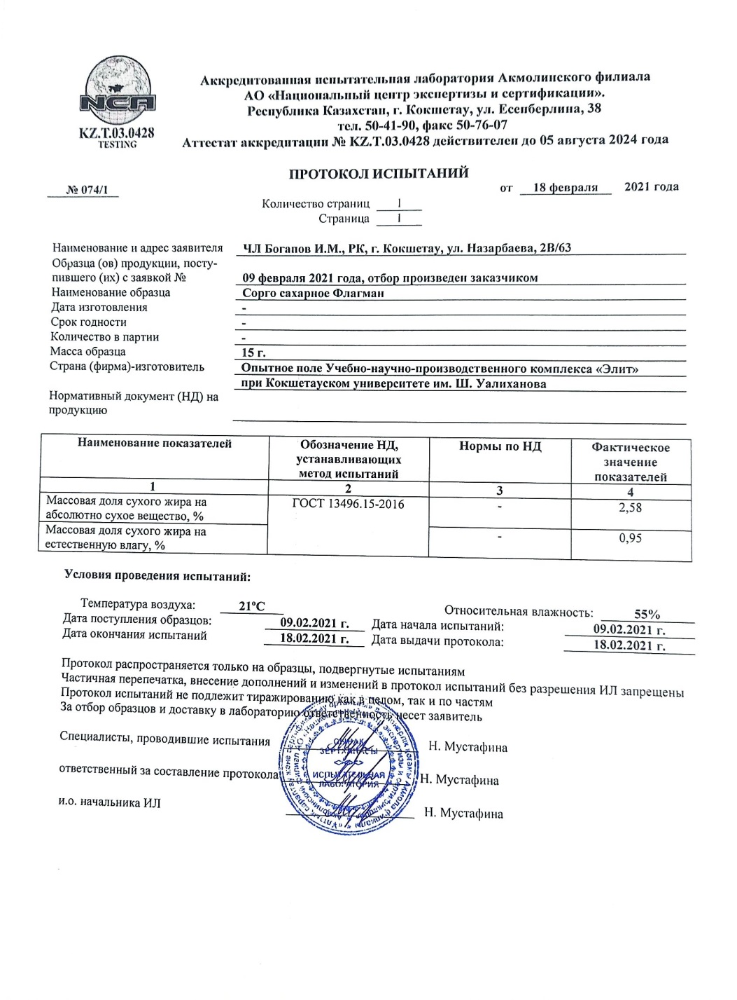 NCA
KZ.T.03.0428
TESTING
Аккредитованная испытательная лаборатория Акмолинского филиала
АО «Национальный центр экспертизы и сертификации».
Республика Казахстан, г. Кокшетау, ул. Есенберлина, 38
тел. 50-41-90, факс 50-76-07
Аттестат аккредитации № KZ.T.03.0428 действителен до 05 августа 2024 года
ПРОТОКОЛ ИСПЫТАНИЙ
№ 074/1 от 18 февраля 2021 года
Количество страниц 1
Страница 1
Наименование и адрес заявителя ЧЛ Богапов И.М., РК, г. Кокшетау, ул. Назарбаева, 2В/63
Образца (ов) продукции, посту-
пившего (их) с заявкой № 09 февраля 2021 года, отбор произведен заказчиком
Наименование образца Сорго сахарное Флагман
Дата изготовления -
Срок годности -
Количество в партии -
Масса образца 15 г.
Страна (фирма)-изготовитель Опытное поле Учебно-научно-производственного комплекса «Элит»
при Кокшетауском университете им. Ш. Уалиханова
Нормативный документ (НД) на
продукцию
Наименование показателей Обозначение НД, Нормы по НД Фактическое
устанавливающих значение
метод испытаний показателей
1 2 3 4
Массовая доля сухого жира на ГОСТ 13496.15-2016 - 2,58
абсолютно сухое вещество, %
Массовая доля сухого жира на - 0,95
естественную влагу, %
Условия проведения испытаний:
Температура воздуха: 21°С Относительная влажность: 55%
Дата поступления образцов: 09.02.2021 г. Дата начала испытаний: 09.02.2021 г.
Дата окончания испытаний 18.02.2021 г. Дата выдачи протокола: 18.02.2021 г.
Протокол распространяется только на образцы, подвергнутые испытаниям
Частичная перепечатка, внесение дополнений и изменений в протокол испытаний без разрешения ИЛ запрещены
Протокол испытаний не подлежит тиражированию как в целом, так и по частям
За отбор образцов и доставку в лабораторию ответственность несет заявитель
Специалисты, проводившие испытания Н. Мустафина
ответственный за составление протокола Н. Мустафина
и.о. начальника ИЛ Н. Мустафина
ЗЕРТХАНАСЫ
ИСПЫТАТЕЛЬНАЯ
ЛАБОРАТОРИЯ